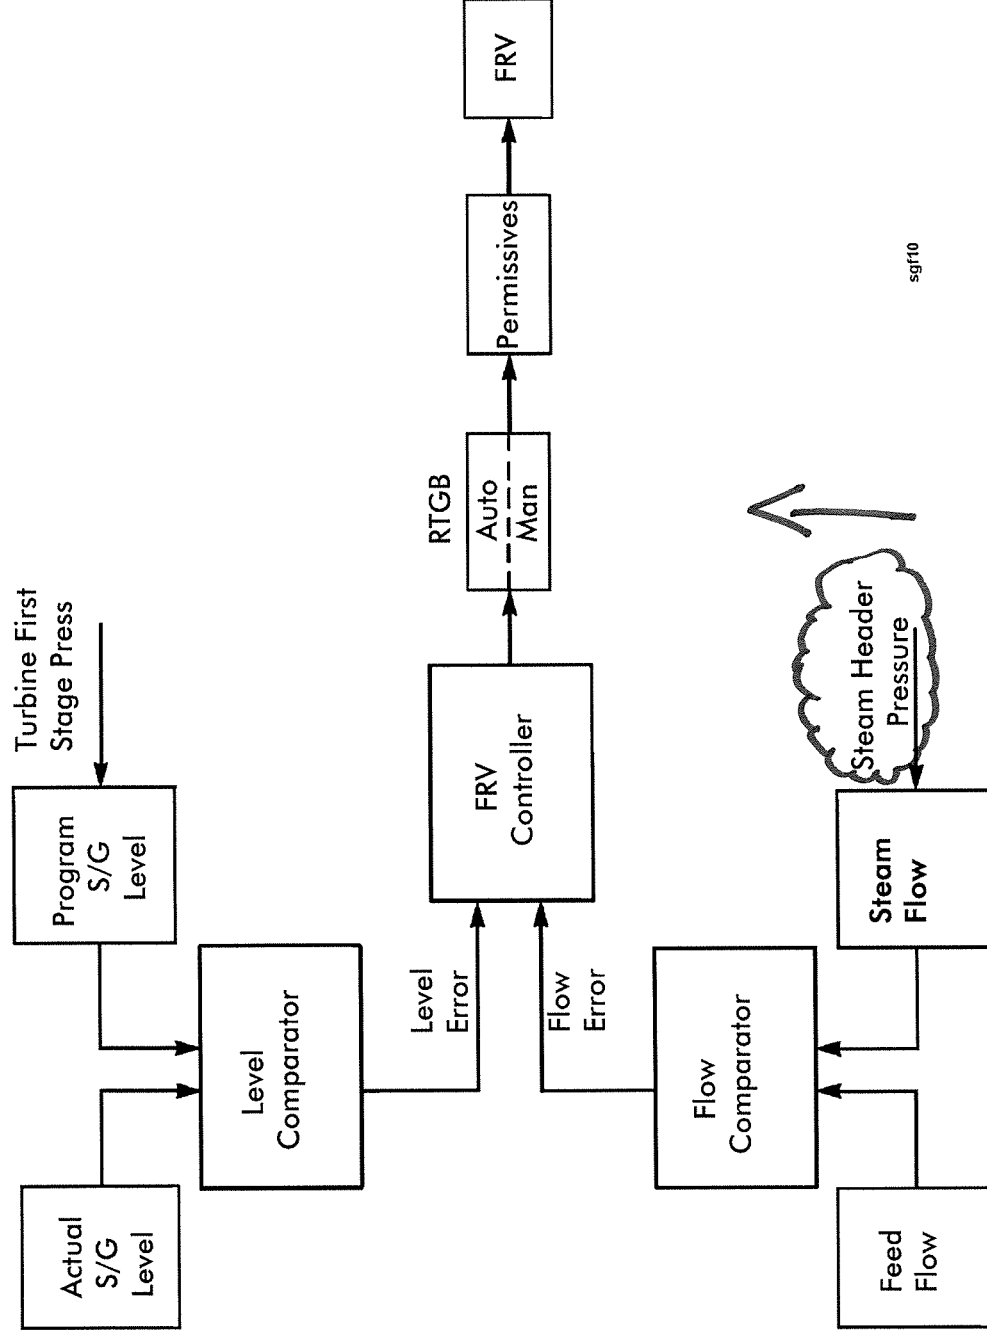 Actual
S/G
Level
Program
S/G
Level
Turbine First
Stage Press
Level
Comparator
Level
Error
Flow
Error
FRV
Controller
RTGB
Auto
Man
Permissives
FRV
Flow
Comparator
Feed
Flow
Steam
Flow
Steam Header
Pressure
sgf10